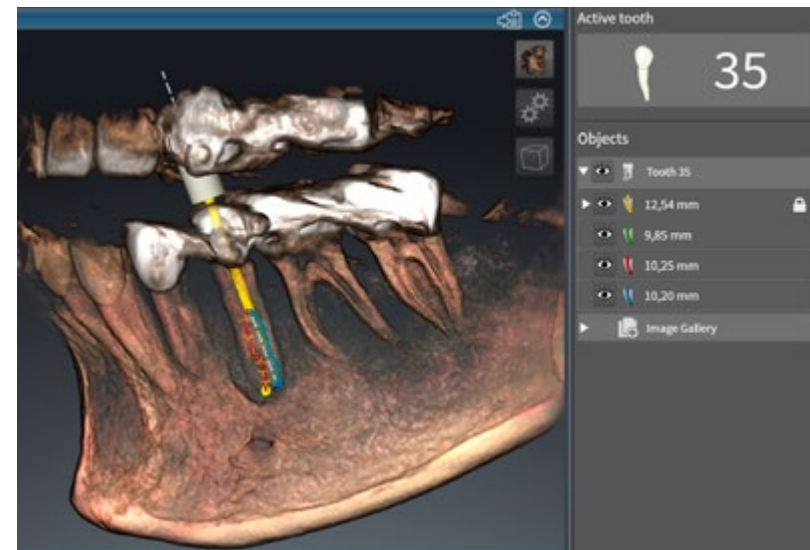 Active tooth
35
Objects
Tooth 35
12,54 mm
9,85 mm
10,25 mm
10,20 mm
Image Gallery